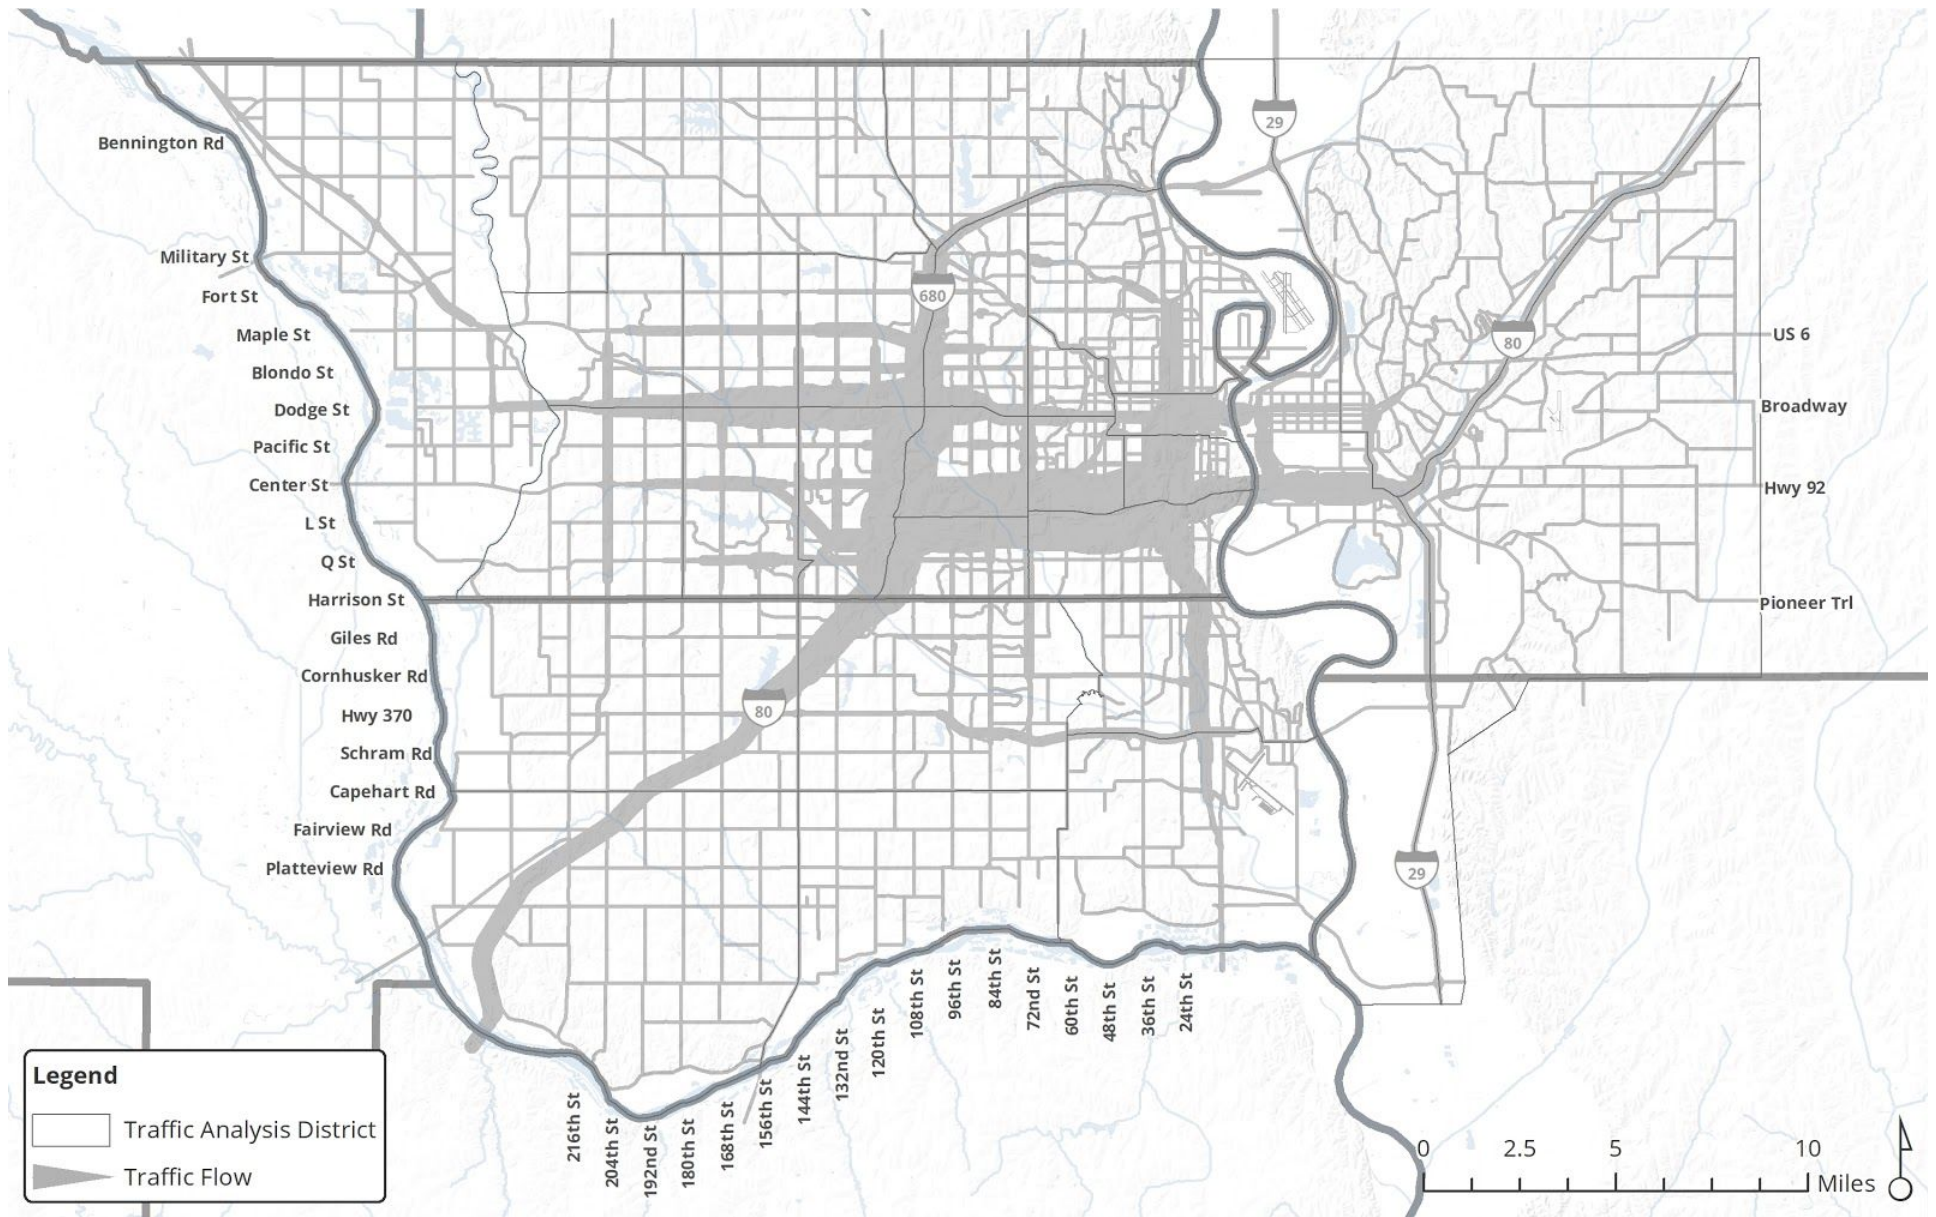 29
Bennington Rd
Military St
Fort St
680
Maple St
US 6
80
Blondo St
Dodge St
Broadway
Pacific St
Center St
Hwy 92
L St
Q St
Harrison St
Pioneer Trl
Giles Rd
Cornhusker Rd
Hwy 370
80
Schram Rd
Capehart Rd
Fairview Rd
Platteview Rd
29
216th St
204th St
192nd St
180th St
168th St
156th St
144th St
132nd St
120th St
108th St
96th St
84th St
72nd St
60th St
48th St
36th St
24th St
Legend
Traffic Analysis District
Traffic Flow
0 2.5 5 10
Miles